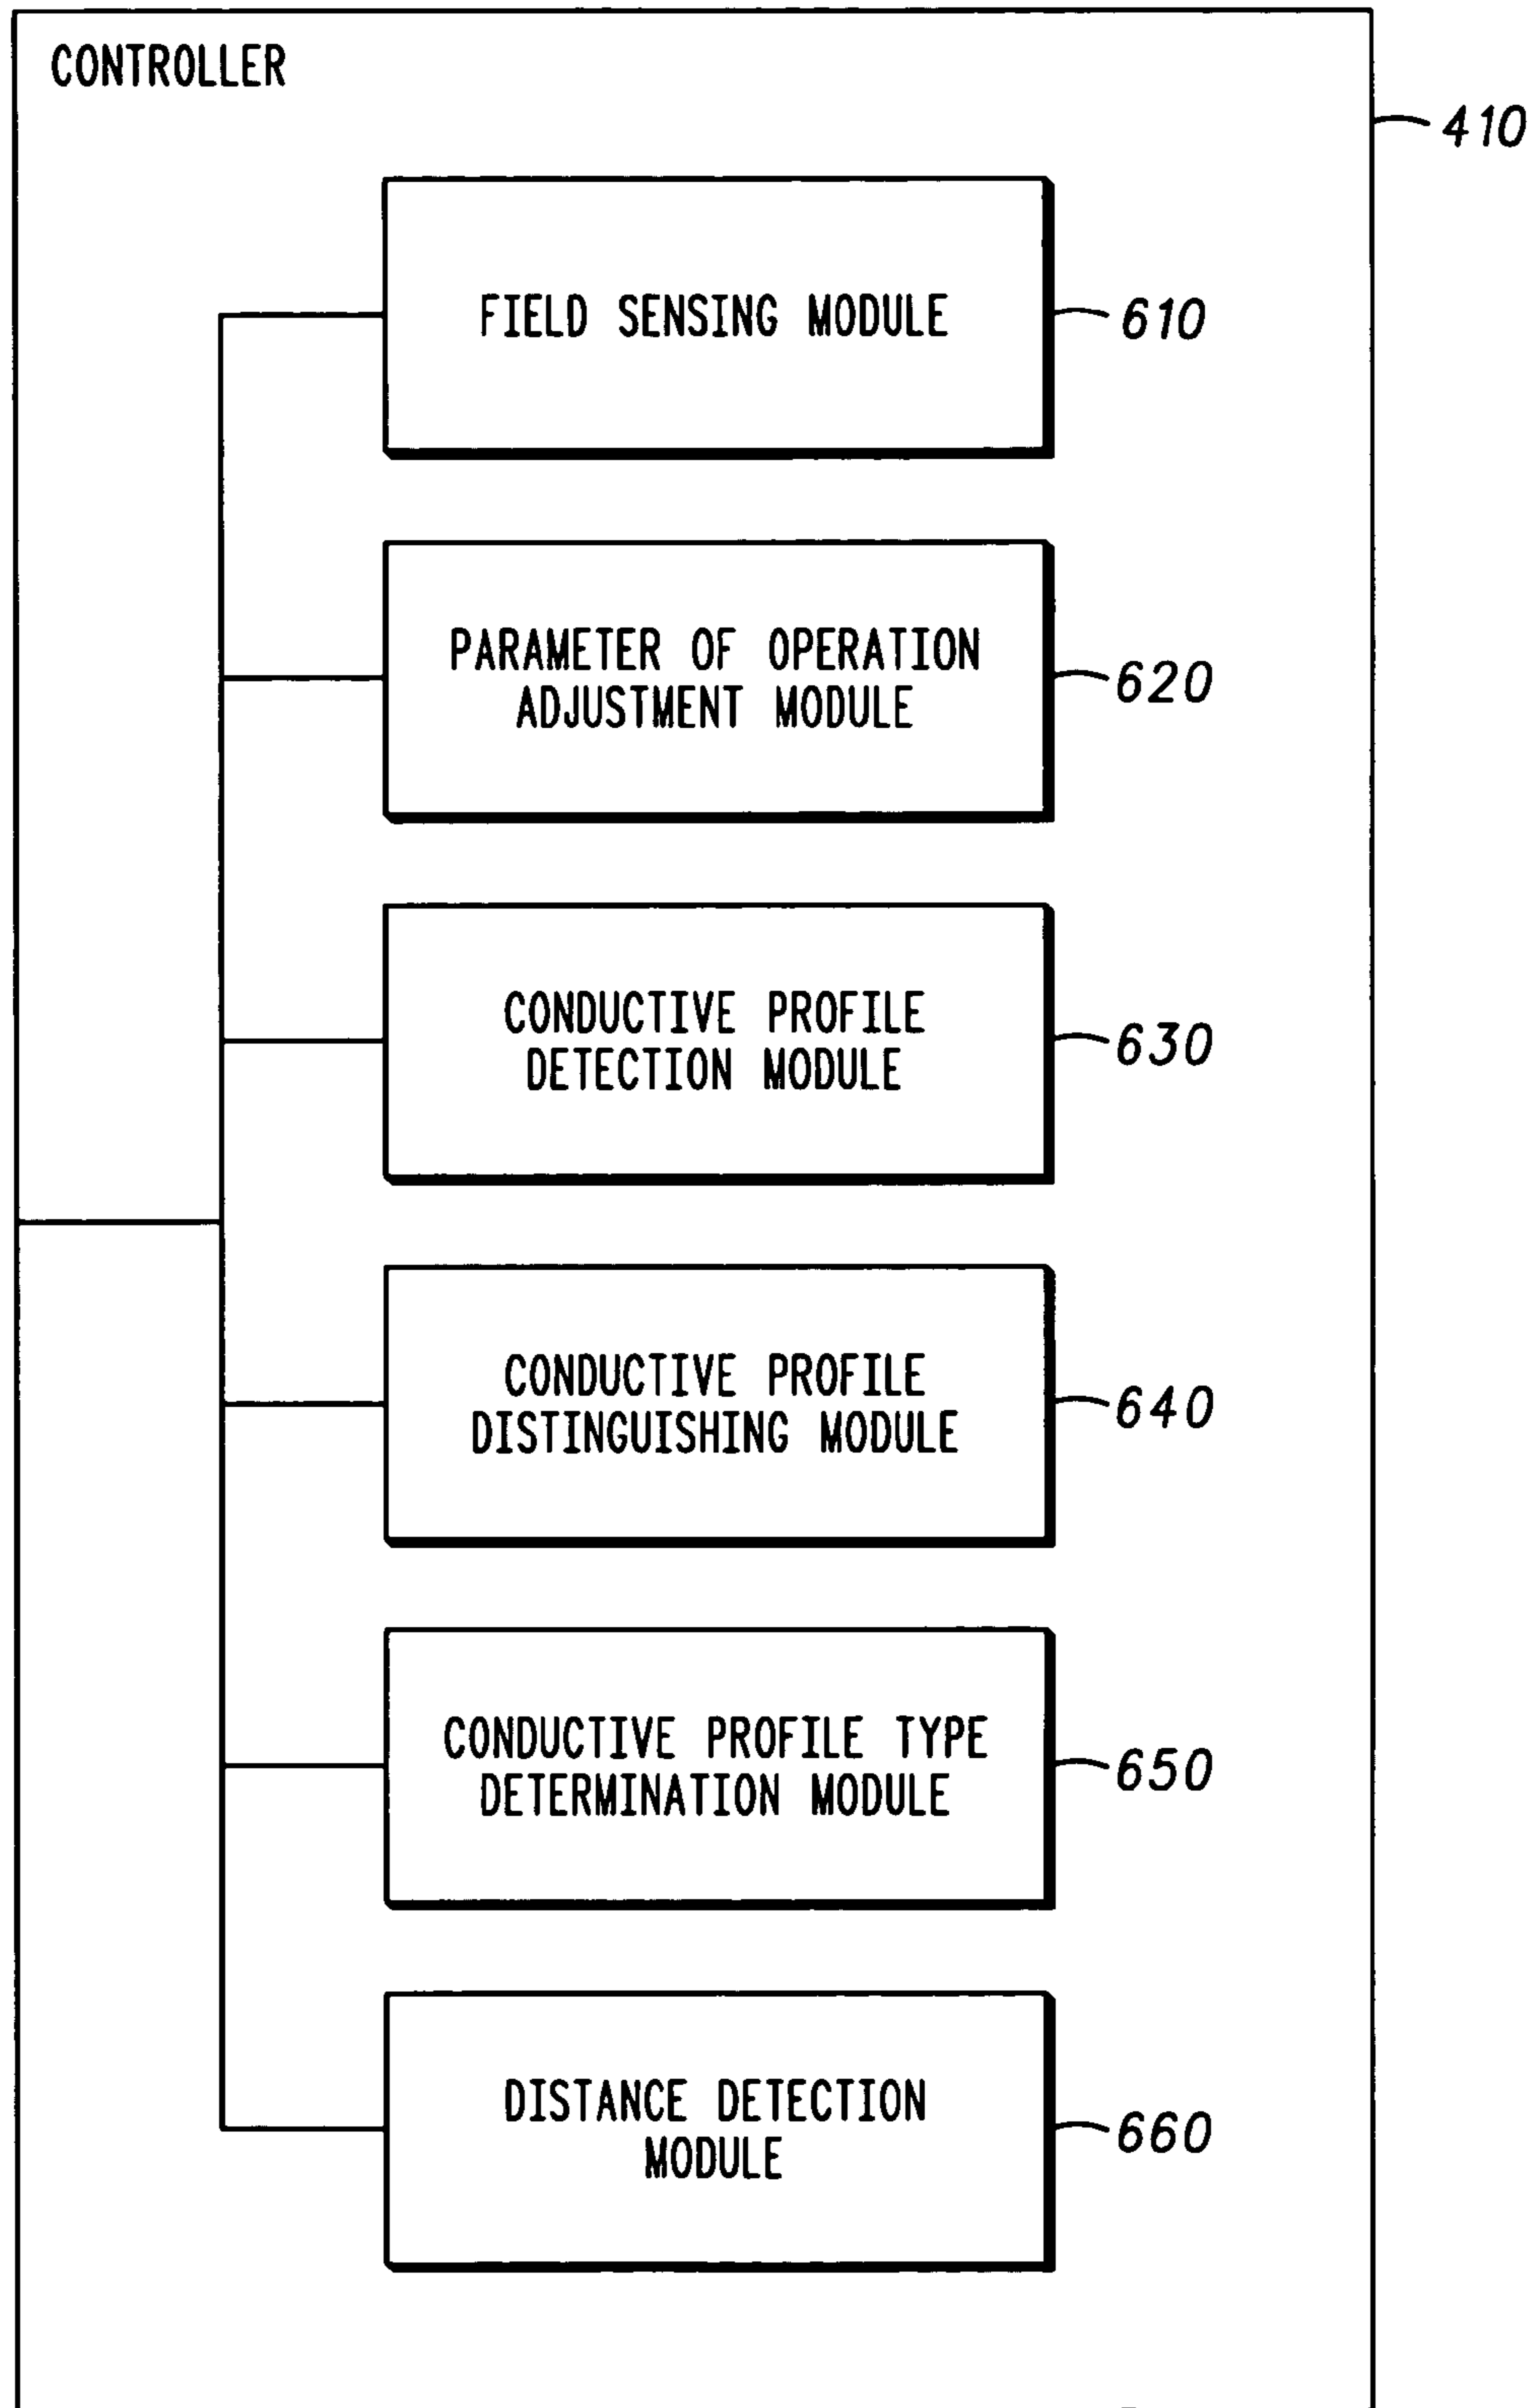 CONTROLLER
410
FIELD SENSING MODULE
610
PARAMETER OF OPERATION
ADJUSTMENT MODULE
620
CONDUCTIVE PROFILE
DETECTION MODULE
630
CONDUCTIVE PROFILE
DISTINGUISHING MODULE
640
CONDUCTIVE PROFILE TYPE
DETERMINATION MODULE
650
DISTANCE DETECTION
MODULE
660